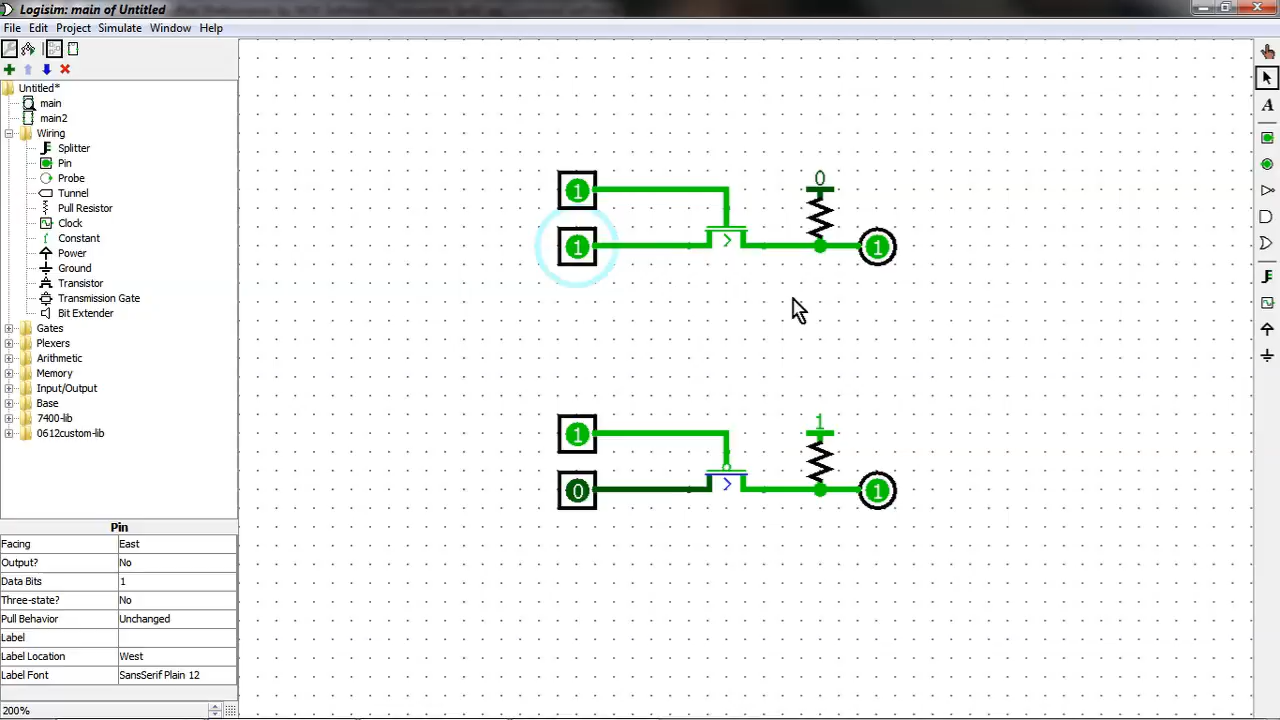 Logisim: main of Untitled
File Edit Project Simulate Window Help
Untitled*
main
main2
Wiring
Splitter
Pin
Probe
Tunnel
Pull Resistor
Clock
Constant
Power
Ground
Transistor
Transmission Gate
Bit Extender
Gates
Plexers
Arithmetic
Memory
Input/Output
Base
7400-lib
0612custom-lib
Pin
Facing East
Output? No
Data Bits 1
Three-state? No
Pull Behavior Unchanged
Label
Label Location West
Label Font SansSerif Plain 12
200%
0
1
1 1
1
1
0 1
A